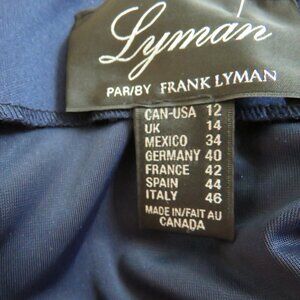 Lyman
PAR/BY FRANK LYMAN
CAN-USA 12
UK 14
MEXICO 34
GERMANY 40
FRANCE 42
SPAIN 44
ITALY 46
MADE IN/FAIT AU
CANADA